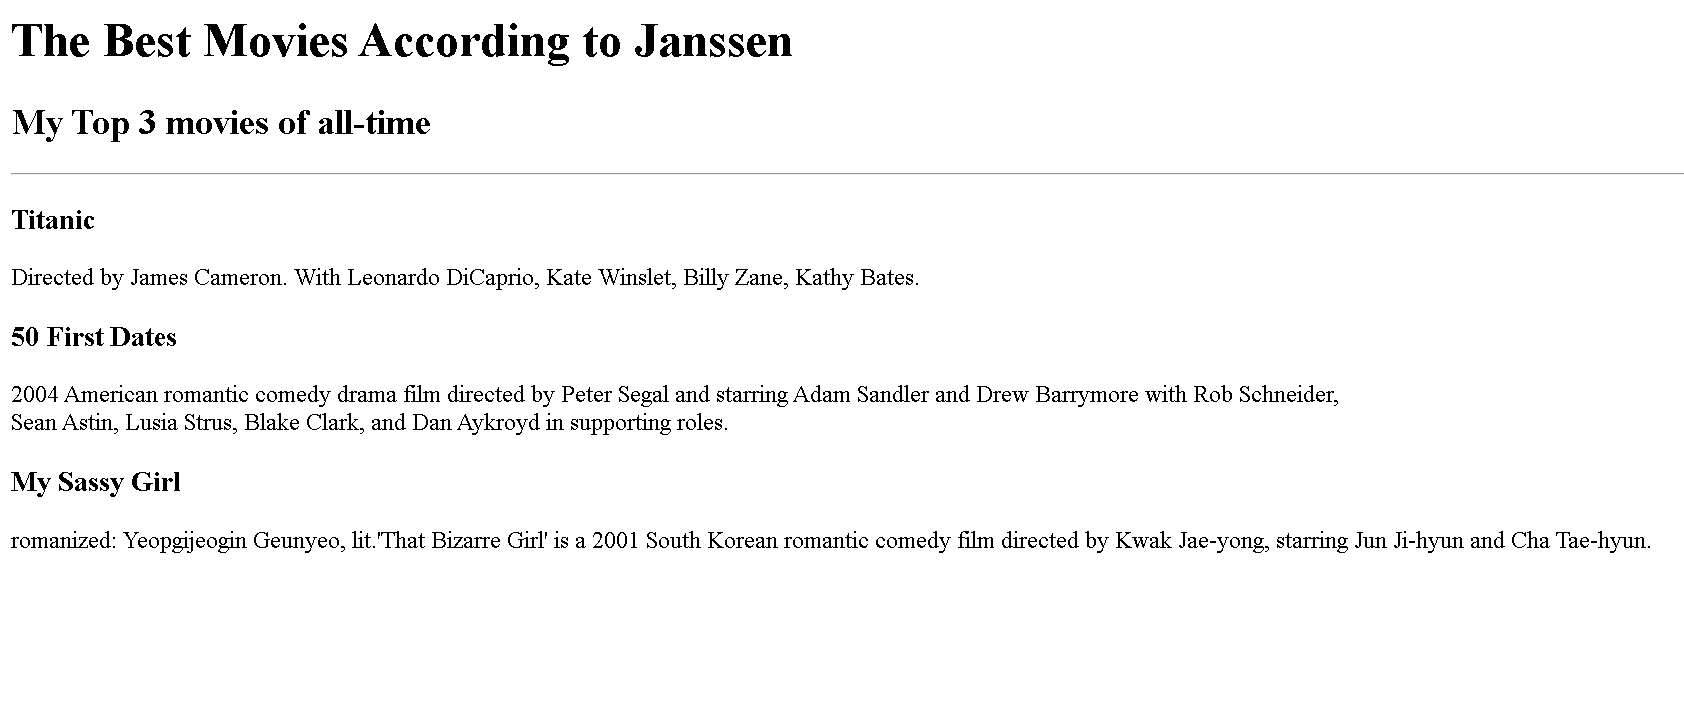 The Best Movies According to Janssen
My Top 3 movies of all-time
Titanic
Directed by James Cameron. With Leonardo DiCaprio, Kate Winslet, Billy Zane, Kathy Bates.
50 First Dates
2004 American romantic comedy drama film directed by Peter Segal and starring Adam Sandler and Drew Barrymore with Rob Schneider,
Sean Astin, Lusia Strus, Blake Clark, and Dan Aykroyd in supporting roles.
My Sassy Girl
romanized: Yeopgijeogin Geunyeo, lit.'That Bizarre Girl' is a 2001 South Korean romantic comedy film directed by Kwak Jae-yong, starring Jun Ji-hyun and Cha Tae-hyun.